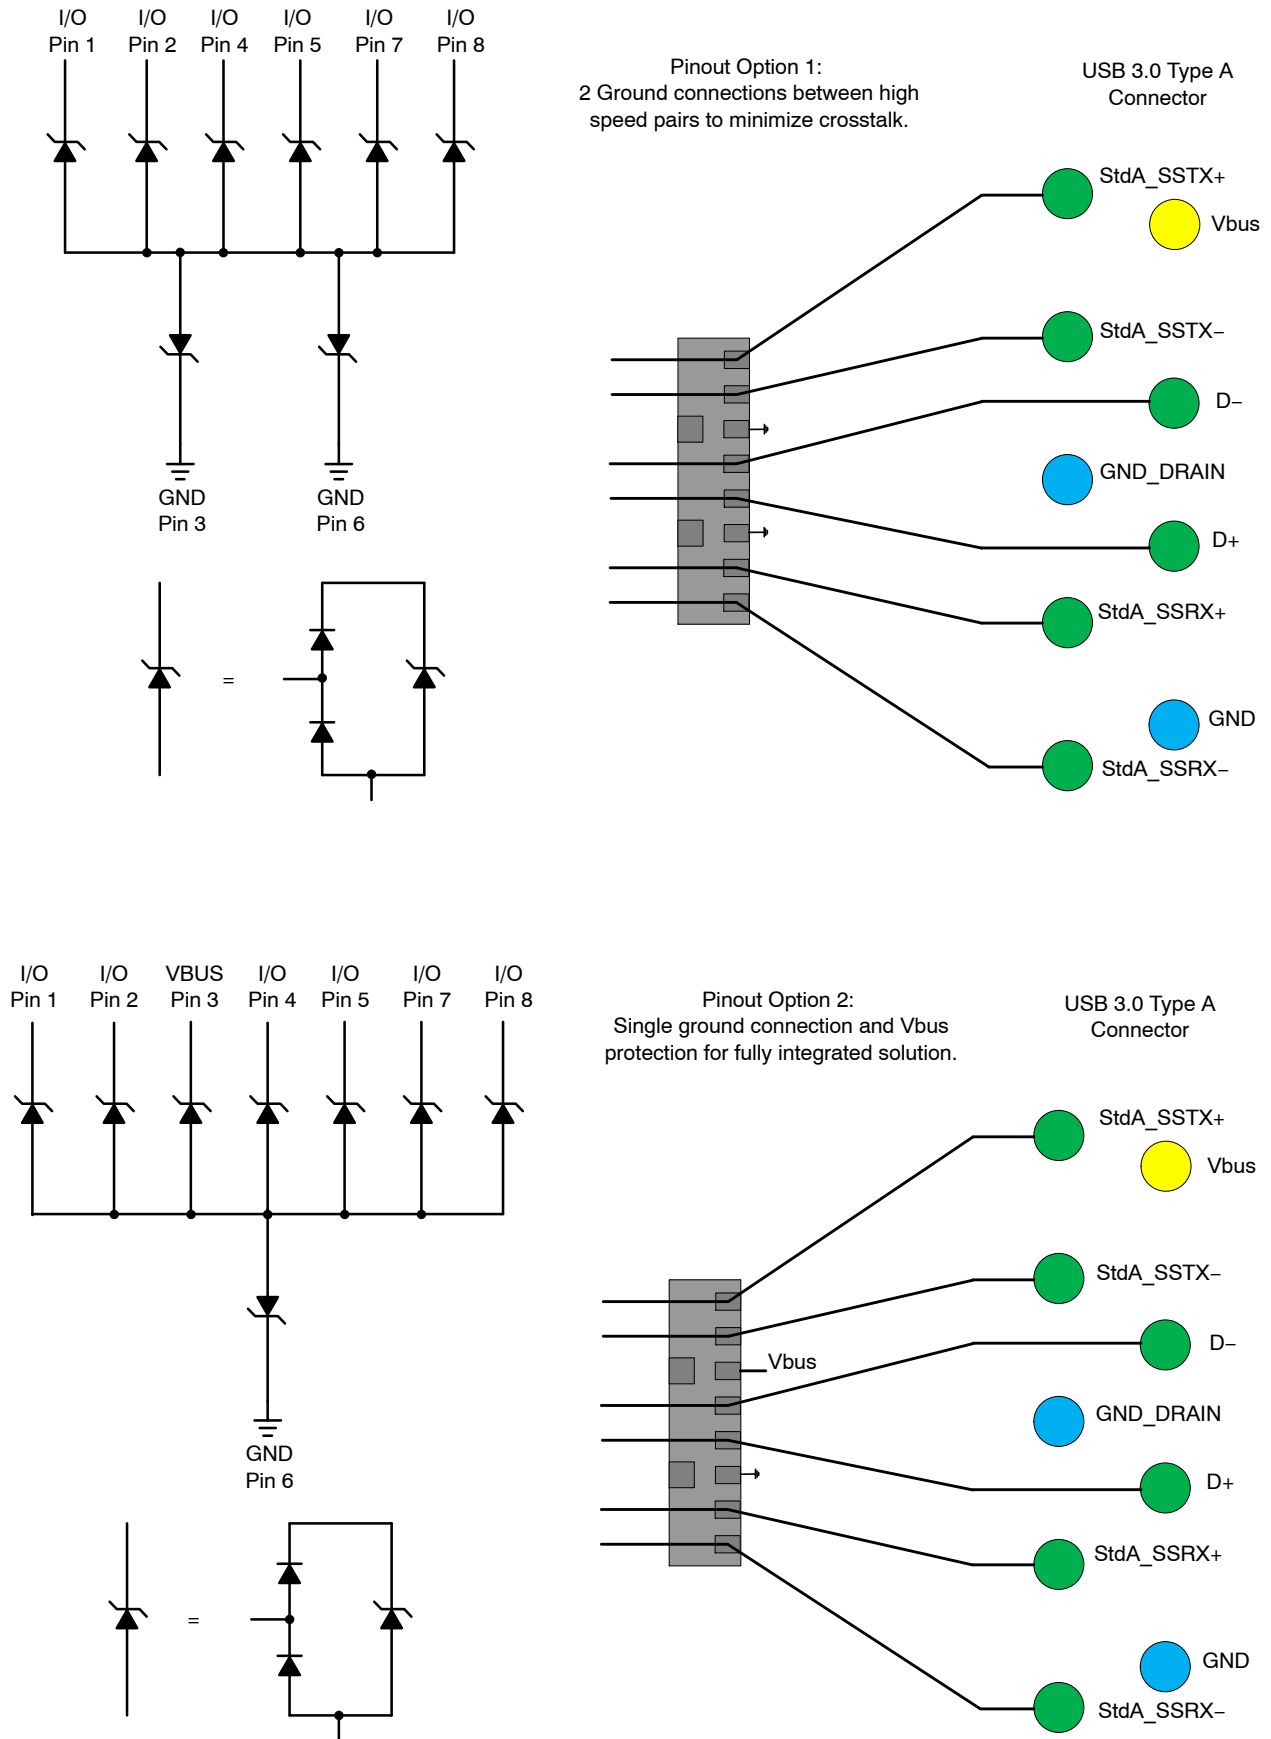 I/O I/O I/O I/O I/O I/O
Pin 1 Pin 2 Pin 4 Pin 5 Pin 7 Pin 8
Pinout Option 1:
2 Ground connections between high
speed pairs to minimize crosstalk.
USB 3.0 Type A
Connector
StdA_SSTX+
Vbus
StdA_SSTX−
D−
GND_DRAIN
D+
StdA_SSRX+
GND
StdA_SSRX−
GND GND
Pin 3 Pin 6
=
I/O I/O VBUS I/O I/O I/O I/O
Pin 1 Pin 2 Pin 3 Pin 4 Pin 5 Pin 7 Pin 8
Pinout Option 2:
Single ground connection and Vbus
protection for fully integrated solution.
USB 3.0 Type A
Connector
StdA_SSTX+
Vbus
StdA_SSTX−
D−
Vbus
GND_DRAIN
D+
StdA_SSRX+
GND
StdA_SSRX−
GND
Pin 6
=